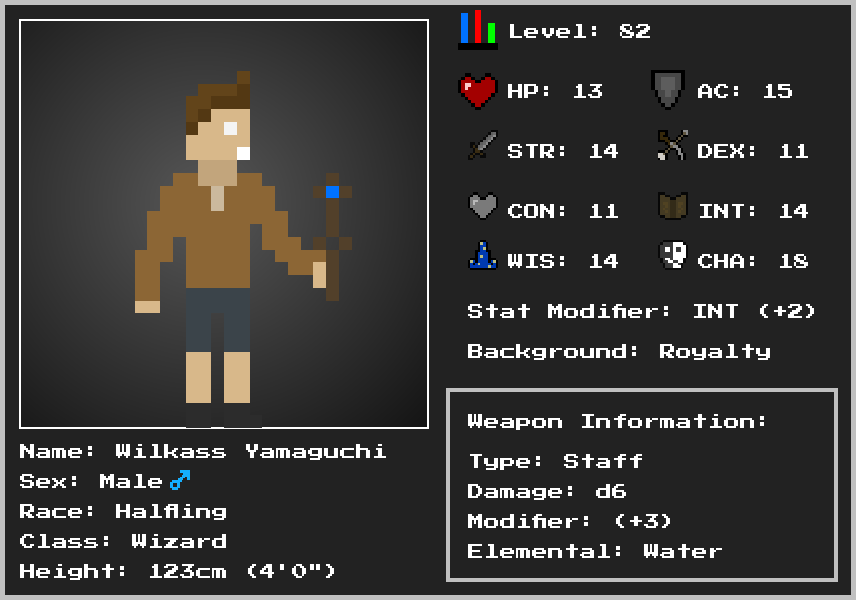 Level: 82
HP: 13
AC: 15
STR: 14
DEX: 11
CON: 11
INT: 14
WIS: 14
CHA: 18
Stat Modifier: INT (+2)
Background: Royalty
Weapon Information:
Type: Staff
Damage: d6
Modifier: (+3)
Elemental: Water
Name: Wilkass Yamaguchi
Sex: Male♂
Race: Halfling
Class: Wizard
Height: 123cm (4'0")